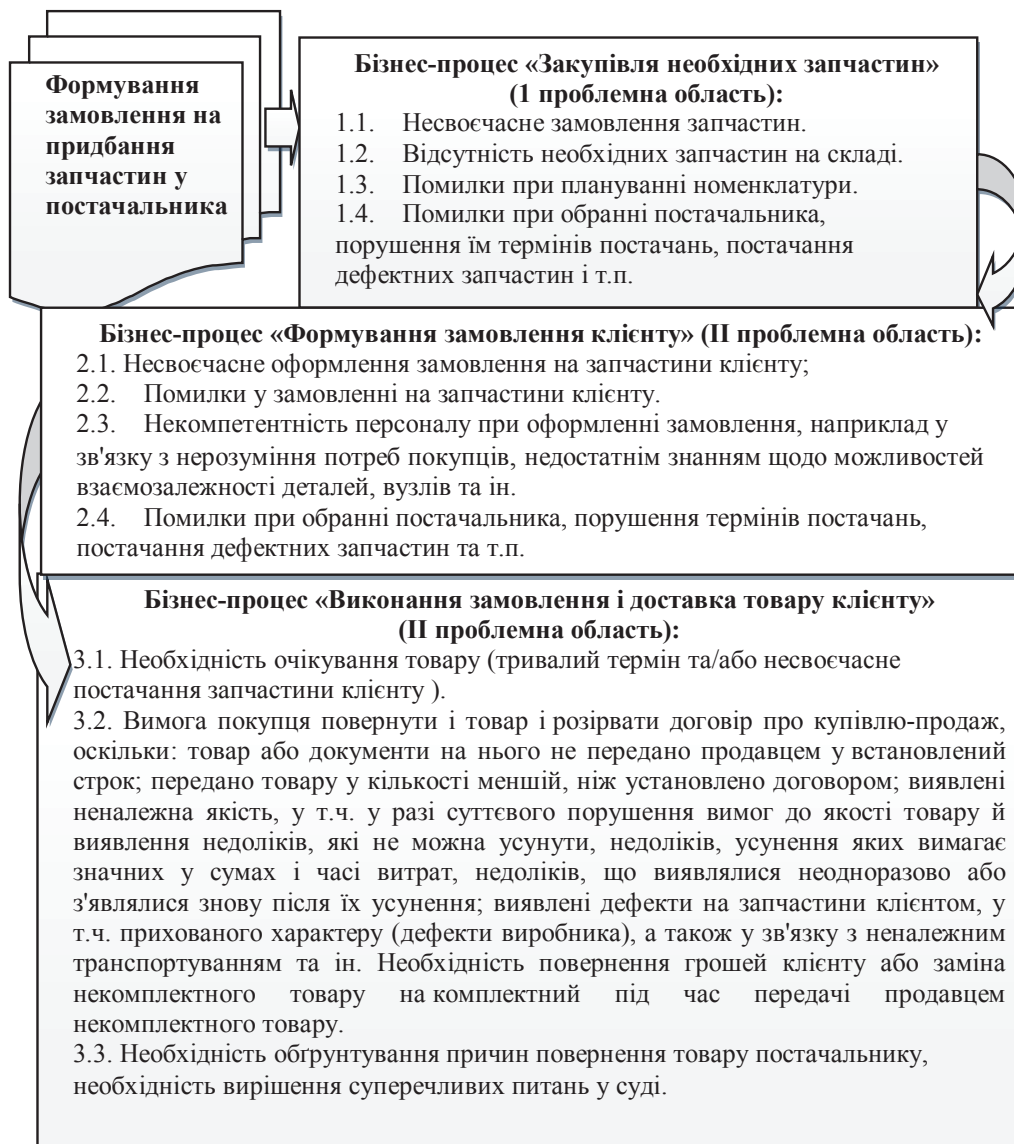 Формування
замовлення на
придбання
запчастин у
постачальника
Бізнес-процес «Закупівля необхідних запчастин»
(1 проблемна область):
1.1. Несвоєчасне замовлення запчастин.
1.2. Відсутність необхідних запчастин на складі.
1.3. Помилки при плануванні номенклатури.
1.4. Помилки при обранні постачальника,
порушення їм термінів постачань, постачання
дефектних запчастин і т.п.
Бізнес-процес «Формування замовлення клієнту» (ІІ проблемна область):
2.1. Несвоєчасне оформлення замовлення на запчастини клієнту;
2.2. Помилки у замовленні на запчастини клієнту.
2.3. Некомпетентність персоналу при оформленні замовлення, наприклад у
зв'язку з нерозуміння потреб покупців, недостатнім знанням щодо можливостей
взаємозалежності деталей, вузлів та ін.
2.4. Помилки при обранні постачальника, порушення термінів постачань,
постачання дефектних запчастин та т.п.
Бізнес-процес «Виконання замовлення і доставка товару клієнту»
(ІІ проблемна область):
3.1. Необхідність очікування товару (тривалий термін та/або несвоєчасне
постачання запчастини клієнту ).
3.2. Вимога покупця повернути і товар і розірвати договір про купівлю-продаж,
оскільки: товар або документи на нього не передано продавцем у встановлений
строк; передано товару у кількості меншій, ніж установлено договором; виявлені
неналежна якість, у т.ч. у разі суттєвого порушення вимог до якості товару й
виявлення недоліків, які не можна усунути, недоліків, усунення яких вимагає
значних у сумах і часі витрат, недоліків, що виявлялися неодноразово або
з'являлися знову після їх усунення; виявлені дефекти на запчастини клієнтом, у
т.ч. прихованого характеру (дефекти виробника), а також у зв'язку з неналежним
транспортуванням та ін. Необхідність повернення грошей клієнту або заміна
некомплектного товару на комплектний під час передачі продавцем
некомплектного товару.
3.3. Необхідність обґрунтування причин повернення товару постачальнику,
необхідність вирішення суперечливих питань у суді.